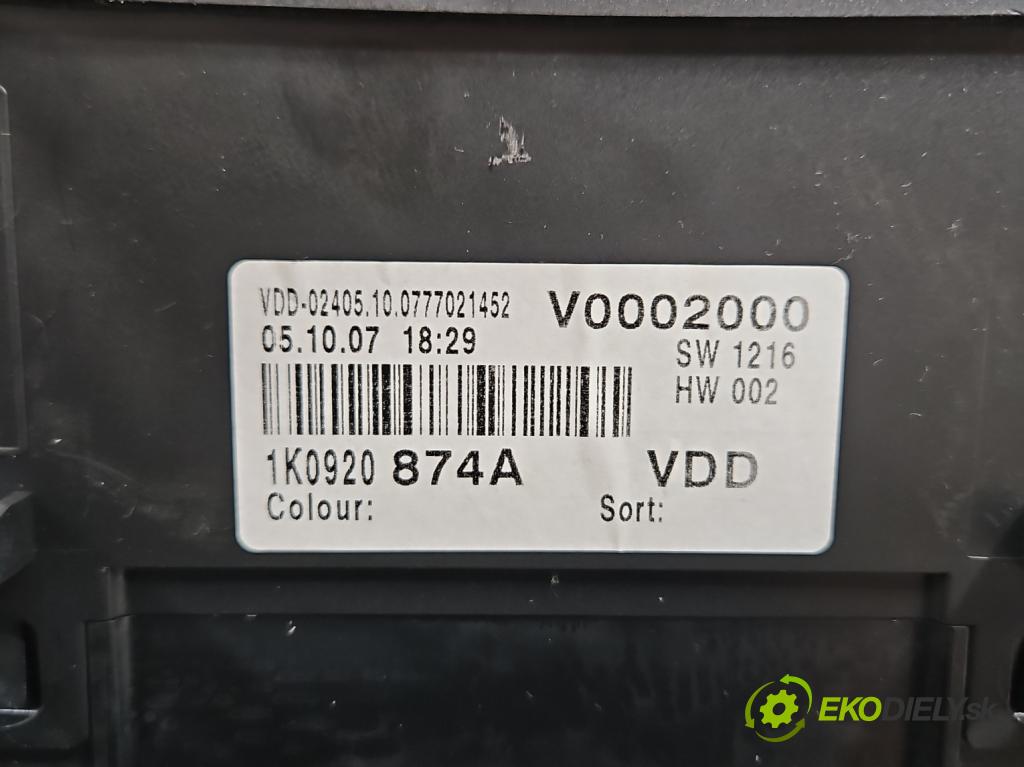 VDD-02405.10.0777021452 V0002000
05.10.07 18:29 SW 1216
HW 002
1K0920 874A VDD
Colour: Sort:
EKODIELY.sk